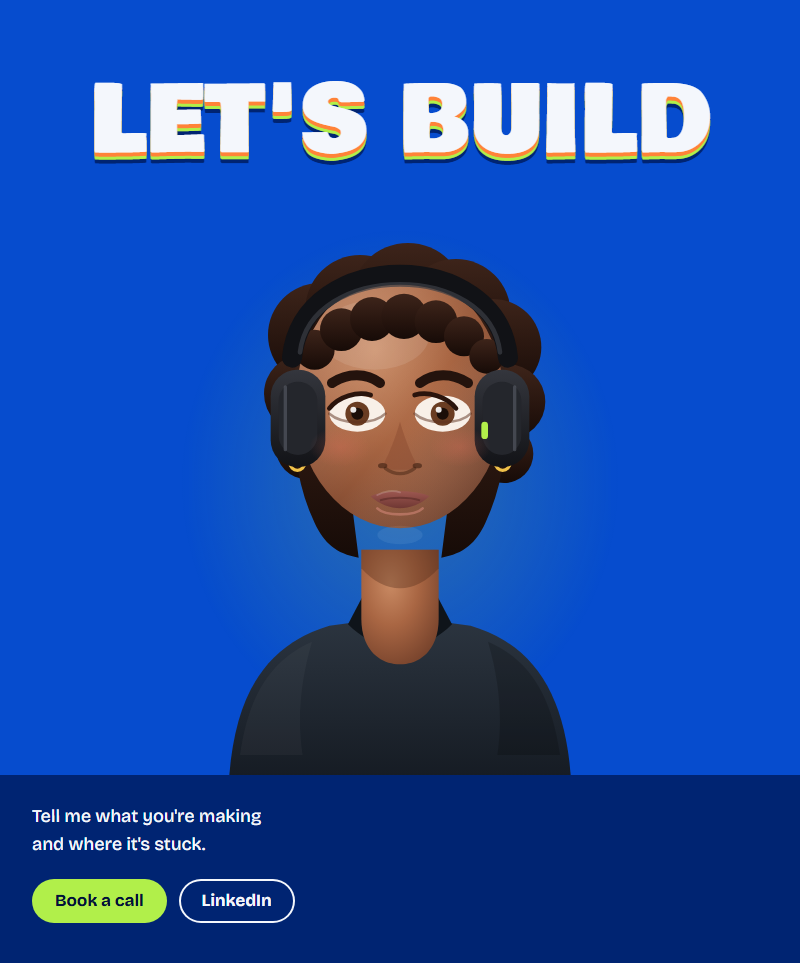 LET'S BUILD
Tell me what you're making
and where it's stuck.
Book a call
LinkedIn